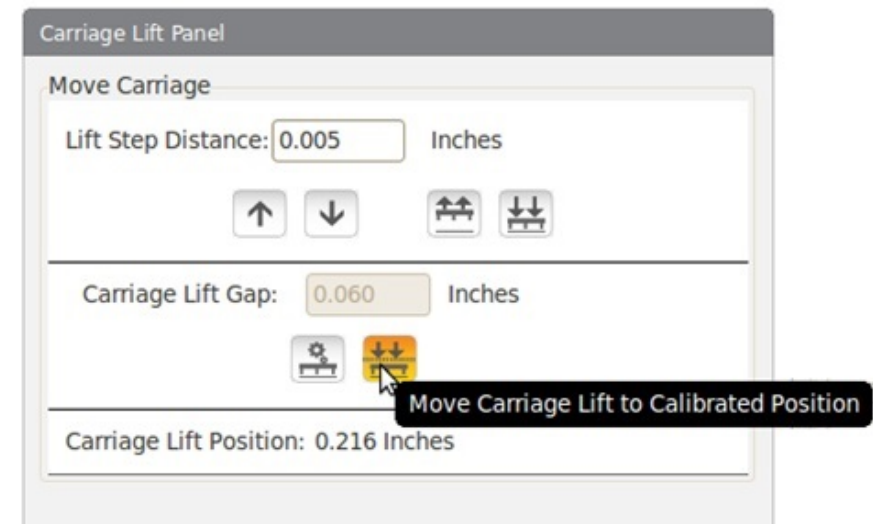 Carriage Lift Panel
Move Carriage
Lift Step Distance: 0.005 Inches
Carriage Lift Gap: 0.060 Inches
Move Carriage Lift to Calibrated Position
Carriage Lift Position: 0.216 Inches